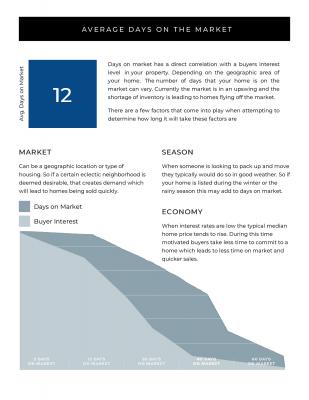 AVERAGE DAYS ON THE MARKET
Avg. Days on Market
12
Days on market has a direct correlation with a buyers interest
level in your property. Depending on the geographic area of
your home. The number of days that your home is on the
market can vary. Currently the market is in an upswing and the
shortage of inventory is leading to homes flying off the market.
There are a few factors that come into play when attempting to
determine how long it will take these factors are
MARKET
Can be a geographic location or type of
housing. So if a certain eclectic neighborhood is
deemed desirable, that creates demand which
will lead to homes being sold quickly.
SEASON
When someone is looking to pack up and move
they typically would do so in good weather. So if
your home is listed during the winter or the
rainy season this may add to days on market.
ECONOMY
When interest rates are low the typical median
home price tends to rise. During this time
motivated buyers take less time to commit to a
home which leads to less time on market and
quicker sales.
Days on Market
Buyer Interest
DAYS
ON MARKET
DAYS
ON MARKET
DAYS
ON MARKET
DAYS
ON MARKET
DAYS
ON MARKET